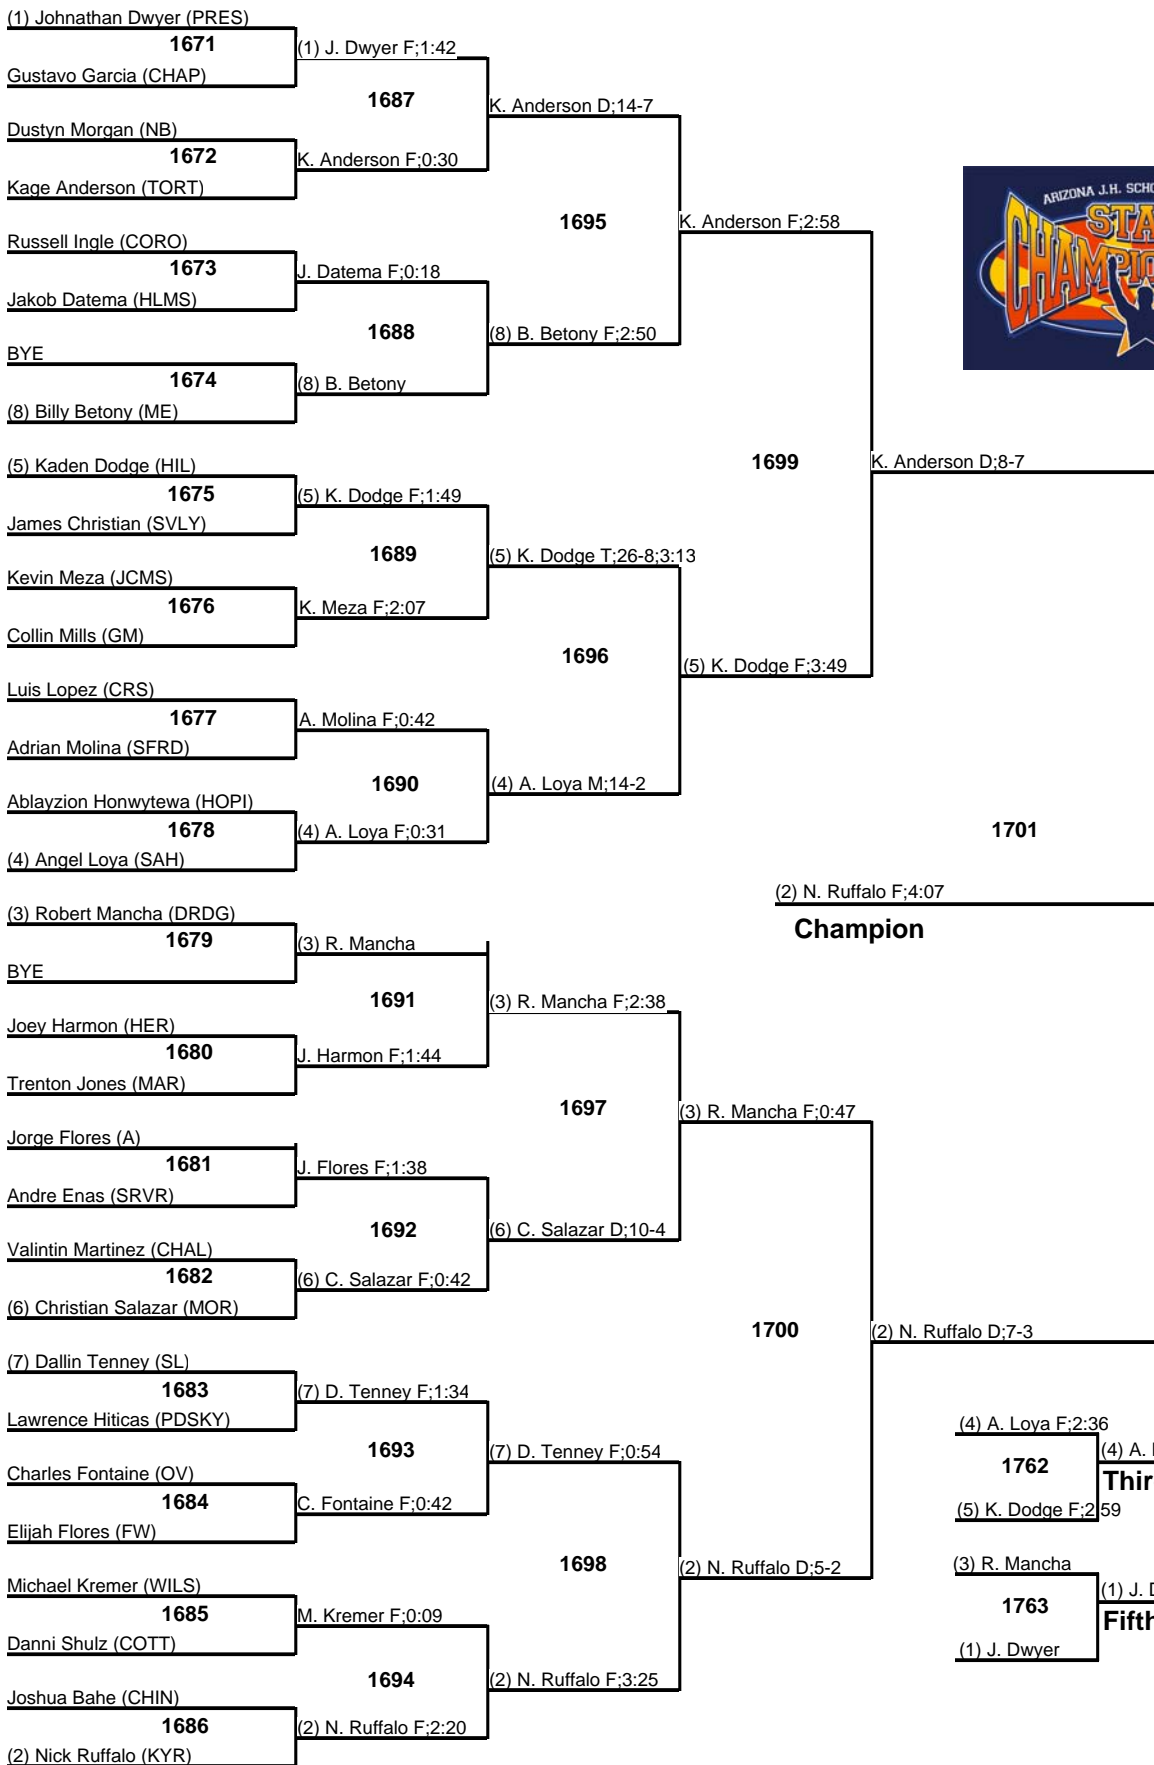 (1) Johnathan Dwyer (PRES)
1671
Gustavo Garcia (CHAP)
(1) J. Dwyer F;1:42
1687
Dustyn Morgan (NB)
1672
Kage Anderson (TORT)
K. Anderson F;0:30
K. Anderson D;14-7
1695
Russell Ingle (CORO)
1673
Jakob Datema (HLMS)
J. Datema F;0:18
1688
BYE
1674
(8) Billy Betony (ME)
(8) B. Betony
(8) B. Betony F;2:50
K. Anderson F;2:58
1699
(5) Kaden Dodge (HIL)
1675
James Christian (SVLY)
(5) K. Dodge F;1:49
1689
Kevin Meza (JCMS)
1676
Collin Mills (GM)
K. Meza F;2:07
(5) K. Dodge T;26-8;3:13
1696
Luis Lopez (CRS)
1677
Adrian Molina (SFRD)
A. Molina F;0:42
1690
Ablayzion Honwytewa (HOPI)
1678
(4) Angel Loya (SAH)
(4) A. Loya F;0:31
(4) A. Loya M;14-2
(5) K. Dodge F;3:49
K. Anderson D;8-7
ARIZONA J.H.
1701
(2) N. Ruffalo F;4:07
Champion
(3) Robert Mancha (DRDG)
1679
BYE
(3) R. Mancha
1691
Joey Harmon (HER)
1680
Trenton Jones (MAR)
J. Harmon F;1:44
(3) R. Mancha F;2:38
1697
Jorge Flores (A)
1681
Andre Enas (SRVR)
J. Flores F;1:38
1692
Valintin Martinez (CHAL)
1682
(6) Christian Salazar (MOR)
(6) C. Salazar F;0:42
(6) C. Salazar D;10-4
(3) R. Mancha F;0:47
1700
(7) Dallin Tenney (SL)
1683
Lawrence Hiticas (PDSKY)
(7) D. Tenney F;1:34
1693
Charles Fontaine (OV)
1684
Elijah Flores (FW)
C. Fontaine F;0:42
(7) D. Tenney F;0:54
1698
Michael Kremer (WILS)
1685
Danni Shulz (COTT)
M. Kremer F;0:09
1694
Joshua Bahe (CHIN)
1686
(2) Nick Ruffalo (KYR)
(2) N. Ruffalo F;2:20
(2) N. Ruffalo F;3:25
(2) N. Ruffalo D;5-2
(2) N. Ruffalo D;7-3
(4) A. Loya F;2:36
1762
(5) K. Dodge F;2:59
(4) A.
Thir
(3) R. Mancha
1763
(1) J. Dwyer
(1) J.
Fifth